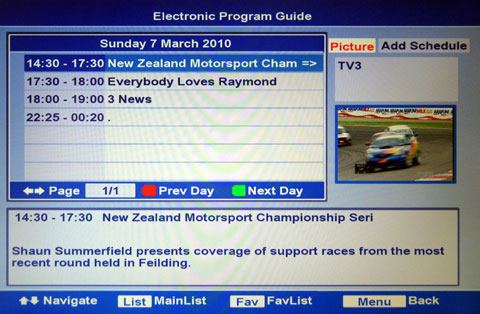 Electronic Program Guide
Sunday 7 March 2010
Picture Add Schedule
14:30 - 17:30 New Zealand Motorsport Cham =>
TV3
17:30 - 18:00 Everybody Loves Raymond
18:00 - 19:00 3 News
22:25 - 00:20 .
Page 1/1 Prev Day Next Day
14:30 - 17:30 New Zealand Motorsport Championship Seri
Shaun Summerfield presents coverage of support races from the most
recent round held in Feilding.
Navigate List MainList Fav FavList Menu Back